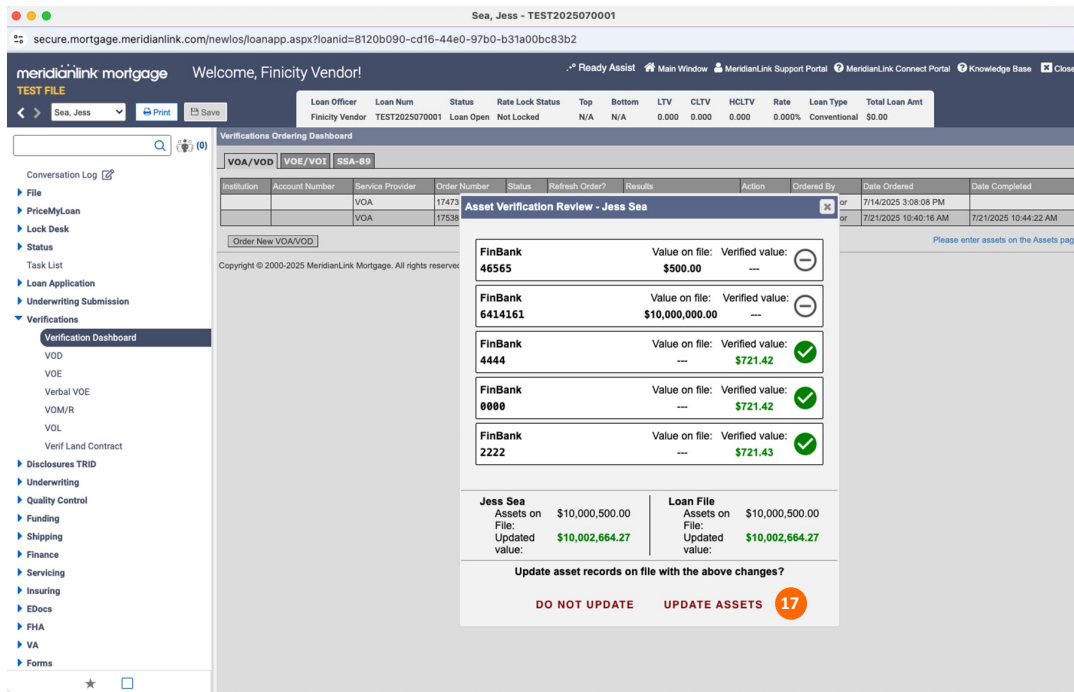 Sea, Jess - TEST2025070001
secure.mortgage.meridianlink.com/newlos/loanapp.aspx?loanid=8120b090-cd16-44e0-97b0-b31a00bc83b2
meridianlink mortgage Welcome, Finicity Vendor!
Ready Assist Main Window MeridianLink Support Portal MeridianLink Connect Portal Knowledge Base Close
TEST FILE
Sea, Jess Print Save
Loan Officer Loan Num Status Rate Lock Status Top Bottom LTV CLTV HCLTV Rate Loan Type Total Loan Amt
Finicity Vendor TEST2025070001 Loan Open Not Locked N/A N/A 0.000 0.000 0.000 0.000% Conventional $0.00
(0)
Conversation Log
File
PriceMyLoan
Lock Desk
Status
Task List
Loan Application
Underwriting Submission
Verifications
Verification Dashboard
VOD
VOE
Verbal VOE
VOM/R
VOL
Verif Land Contract
Disclosures TRID
Underwriting
Quality Control
Funding
Shipping
Finance
Servicing
Insuring
EDocs
FHA
VA
Forms
Verifications Ordering Dashboard
VOA/VOD VOE/VOI SSA-89
Institution Account Number Service Provider Order Number Status Refresh Order? Results Action Ordered By Date Ordered Date Completed
VOA 17473 or 7/14/2025 3:08:08 PM
VOA 17538 or 7/21/2025 10:40:16 AM 7/21/2025 10:44:22 AM
Order New VOA/VOD
Please enter assets on the Assets pag
Copyright © 2000-2025 MeridianLink Mortgage. All rights reserve
Asset Verification Review - Jess Sea
FinBank Value on file: Verified value:
46565 $500.00 ---
FinBank Value on file: Verified value:
6414161 $10,000,000.00 ---
FinBank Value on file: Verified value:
4444 --- $721.42
FinBank Value on file: Verified value:
0000 --- $721.42
FinBank Value on file: Verified value:
2222 --- $721.43
Jess Sea
Assets on File: $10,000,500.00
Updated value: $10,002,664.27
Loan File
Assets on File: $10,000,500.00
Updated value: $10,002,664.27
Update asset records on file with the above changes?
DO NOT UPDATE UPDATE ASSETS 17